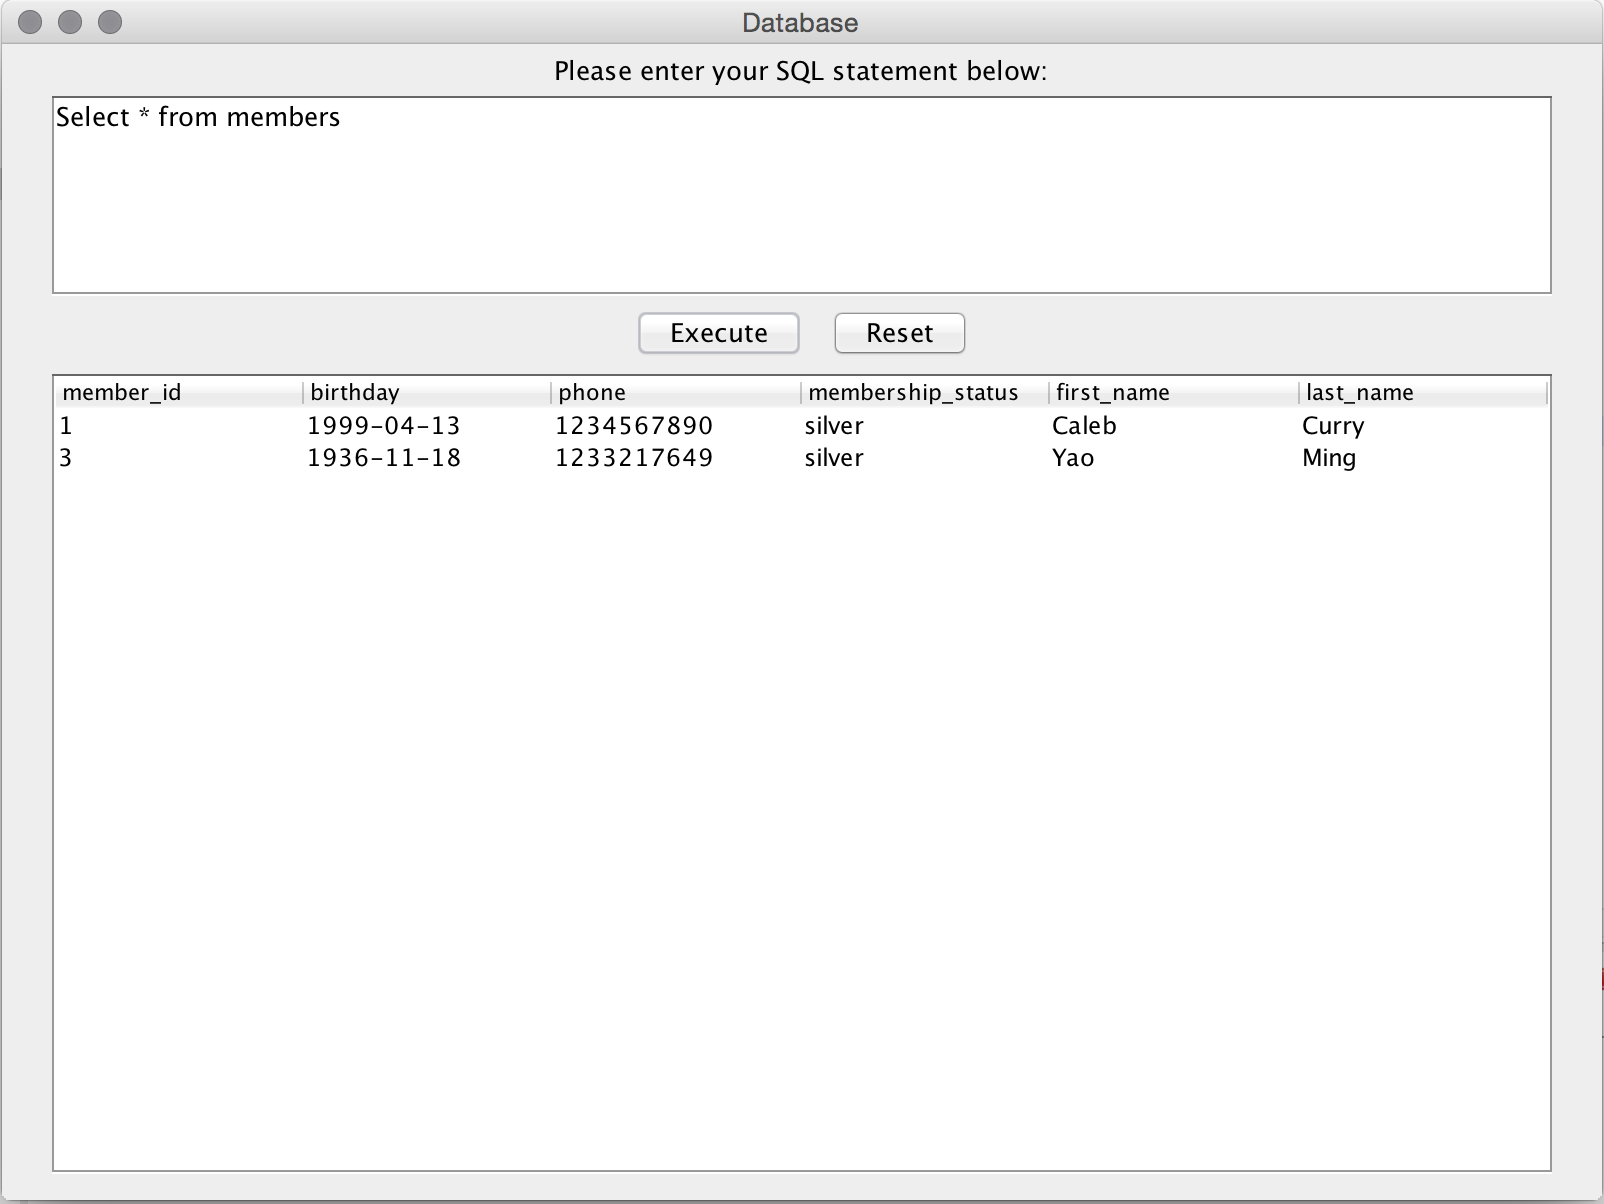 Database
Please enter your SQL statement below:
Select * from members
Execute Reset
member_id birthday phone membership_status first_name last_name
1 1999-04-13 1234567890 silver Caleb Curry
3 1936-11-18 1233217649 silver Yao Ming